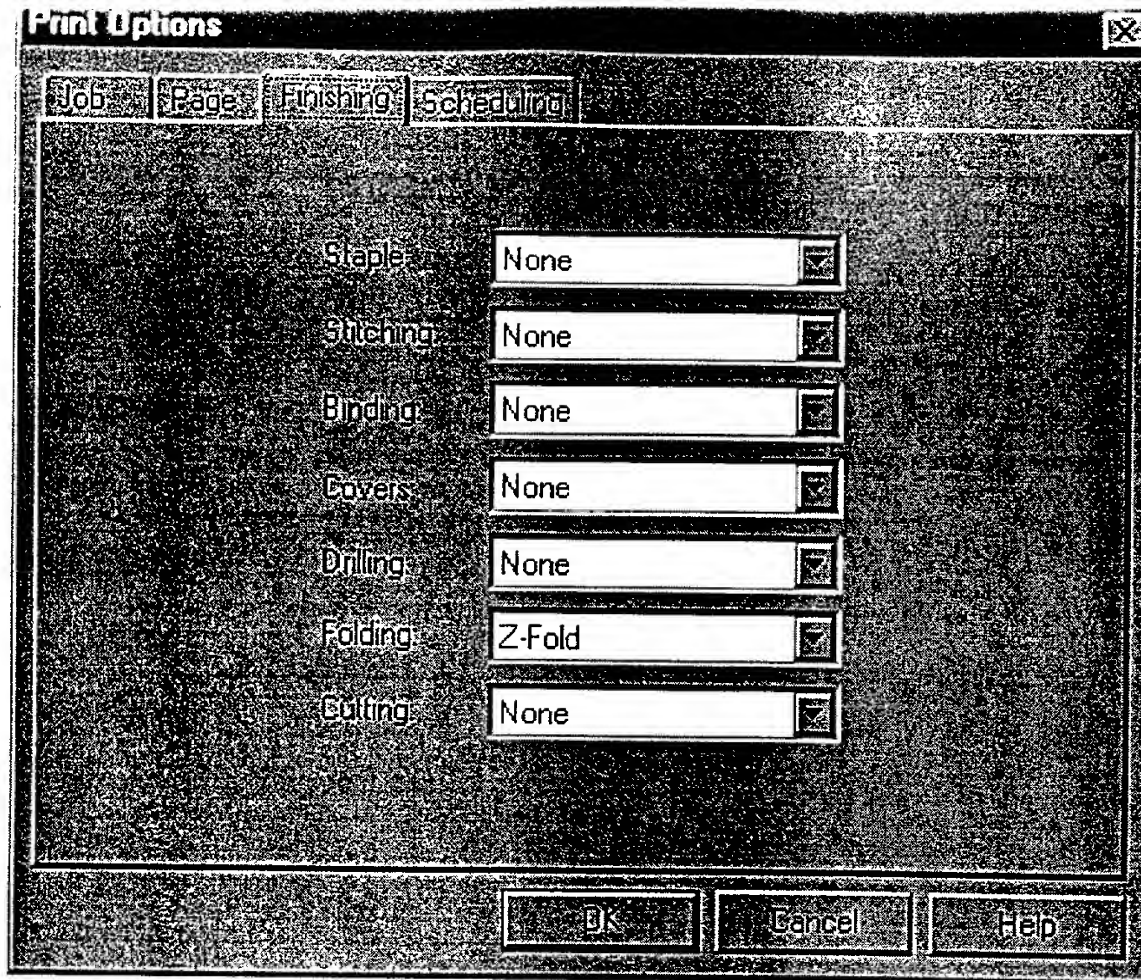 Print Options
Job Page Finishing Scheduling
Staple: None
Stitching: None
Binding: None
Covers: None
Drilling: None
Folding: Z-Fold
Cutting: None
OK Cancel Help